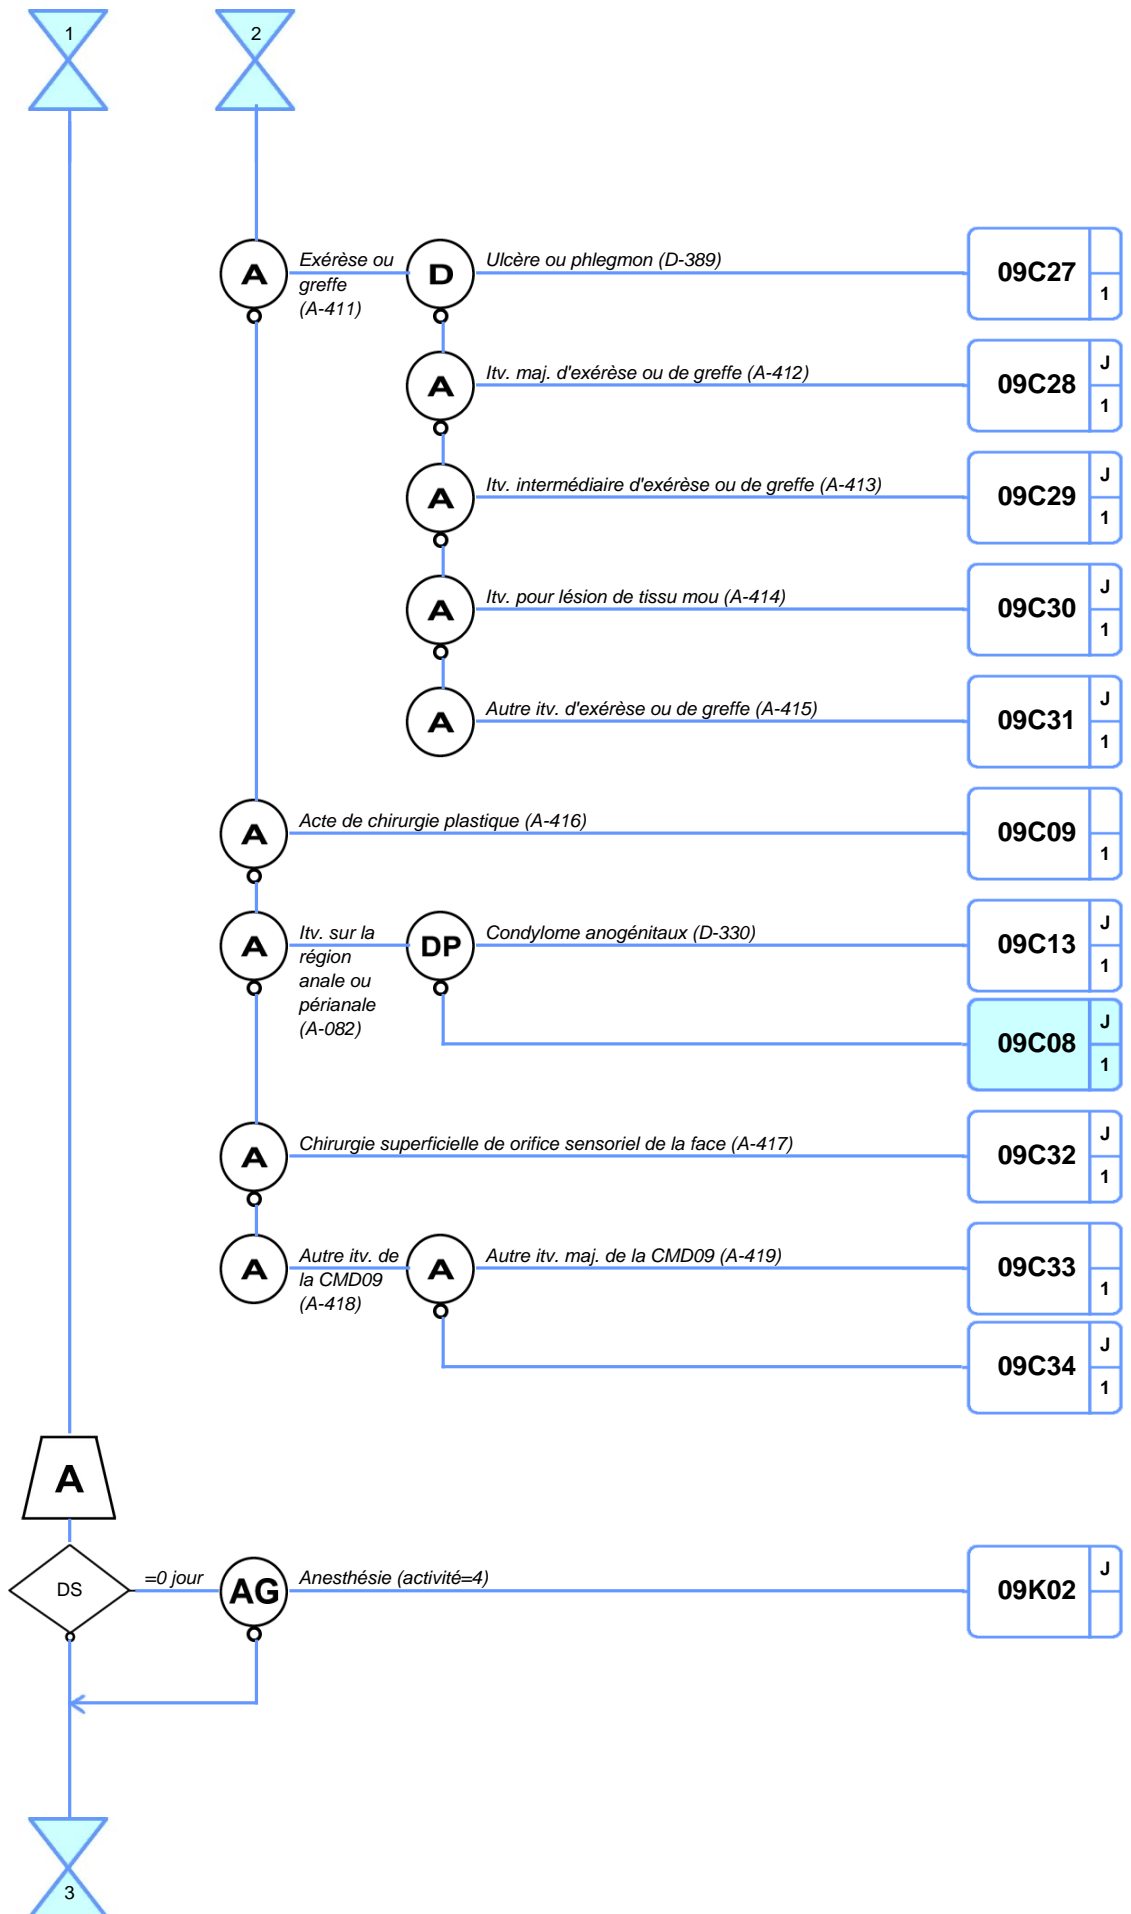 1
2
A
Exérèse ou
greffe
(A-411)
D
Ulcère ou phlegmon (D-389)
09C27
1
A
Itv. maj. d'exérèse ou de greffe (A-412)
09C28
J
1
A
Itv. intermédiaire d'exérèse ou de greffe (A-413)
09C29
J
1
A
Itv. pour lésion de tissu mou (A-414)
09C30
J
1
A
Autre itv. d'exérèse ou de greffe (A-415)
09C31
J
1
A
Acte de chirurgie plastique (A-416)
09C09
1
A
Itv. sur la
région
anale ou
périanale
(A-082)
DP
Condylome anogénitaux (D-330)
09C13
J
1
09C08
J
1
A
Chirurgie superficielle de orifice sensoriel de la face (A-417)
09C32
J
1
A
Autre itv. de
la CMD09
(A-418)
A
Autre itv. maj. de la CMD09 (A-419)
09C33
1
09C34
J
1
A
DS
=0 jour
AG
Anesthésie (activité=4)
09K02
J
3